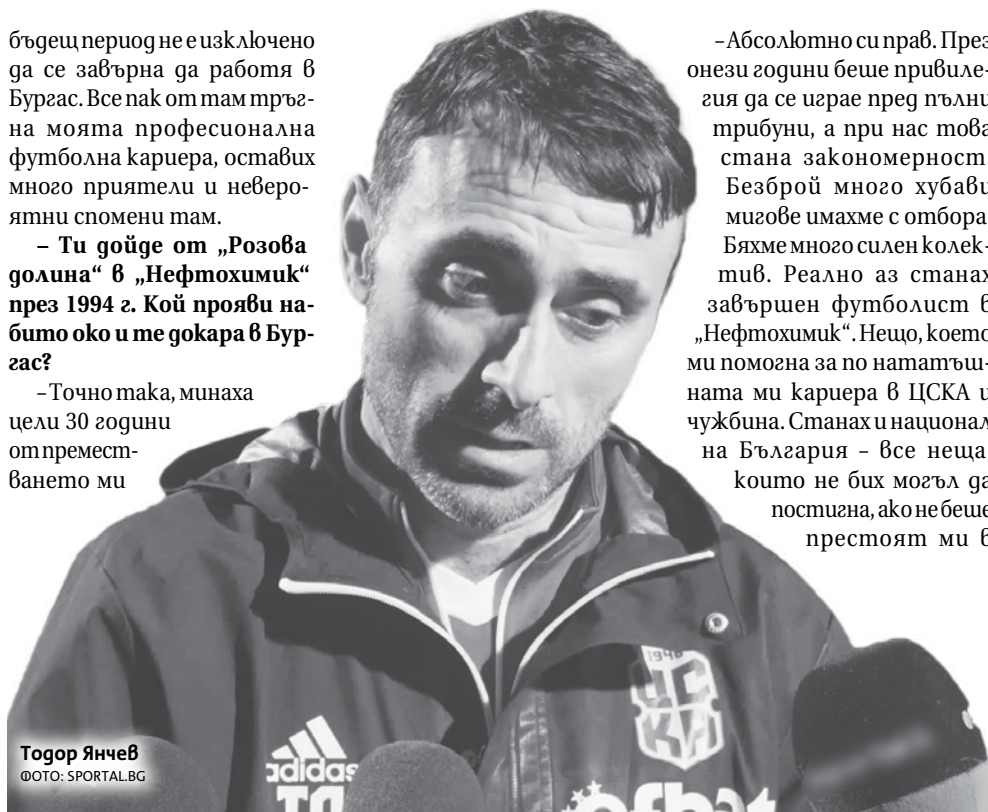 бъдещ период не е изключено
да се завърна да работя в
Бургас. Все пак от там тръг-
на моята професионална
футболна кариера, оставих
много приятели и неверо-
ятни спомени там.
– Ти дойде от „Розова
долина“ в „Нефтохимик“
през 1994 г. Кой прояви на-
бито око и те докара в Бур-
гас?
– Точно така, минаха
цели 30 години
от премест-
ването ми
– Абсолютно си прав. През
онези години беше привиле-
гия да се играе пред пълни
трибуни, а при нас това
стана закономерност.
Безброй много хубави
мигове имахме с отбора.
Бяхме много силен колек-
тив. Реално аз станах
завършен футболист в
„Нефтохимик“. Нещо, което
ми помогна за по нататъш-
ната ми кариера в ЦСКА и
чужбина. Станах и национал
на България – все неща,
които не бих могъл да
постигна, ако не беше
престоят ми в
1948
ЦСКА
adidas
efbet
Тодор Янчев
ФОТО: SPORTAL.BG